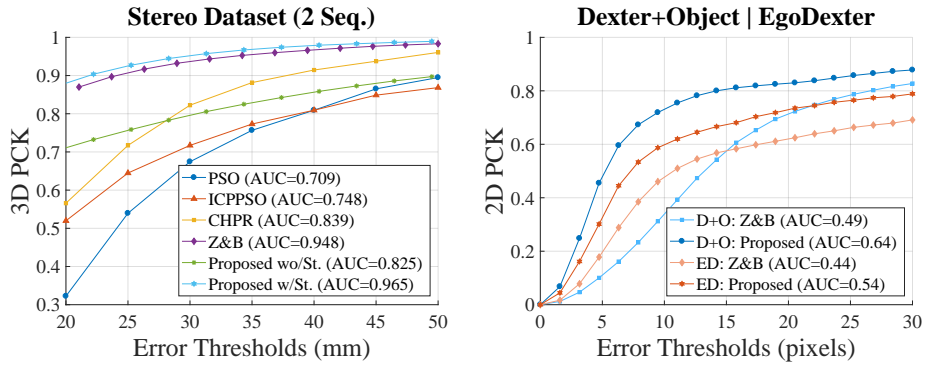 Stereo Dataset (2 Seq.)
1
0.9
0.8
0.7
0.6
0.5
0.4
0.3
3D PCK
20
25
30
35
40
45
50
Error Thresholds (mm)
PSO (AUC=0.709)
ICPPSO (AUC=0.748)
CHPR (AUC=0.839)
Z&B (AUC=0.948)
Proposed wo/St. (AUC=0.825)
Proposed w/St. (AUC=0.965)
Dexter+Object | EgoDexter
1
0.8
0.6
0.4
0.2
0
2D PCK
0
5
10
15
20
25
30
Error Thresholds (pixels)
D+O: Z&B (AUC=0.49)
D+O: Proposed (AUC=0.64)
ED: Z&B (AUC=0.44)
ED: Proposed (AUC=0.54)